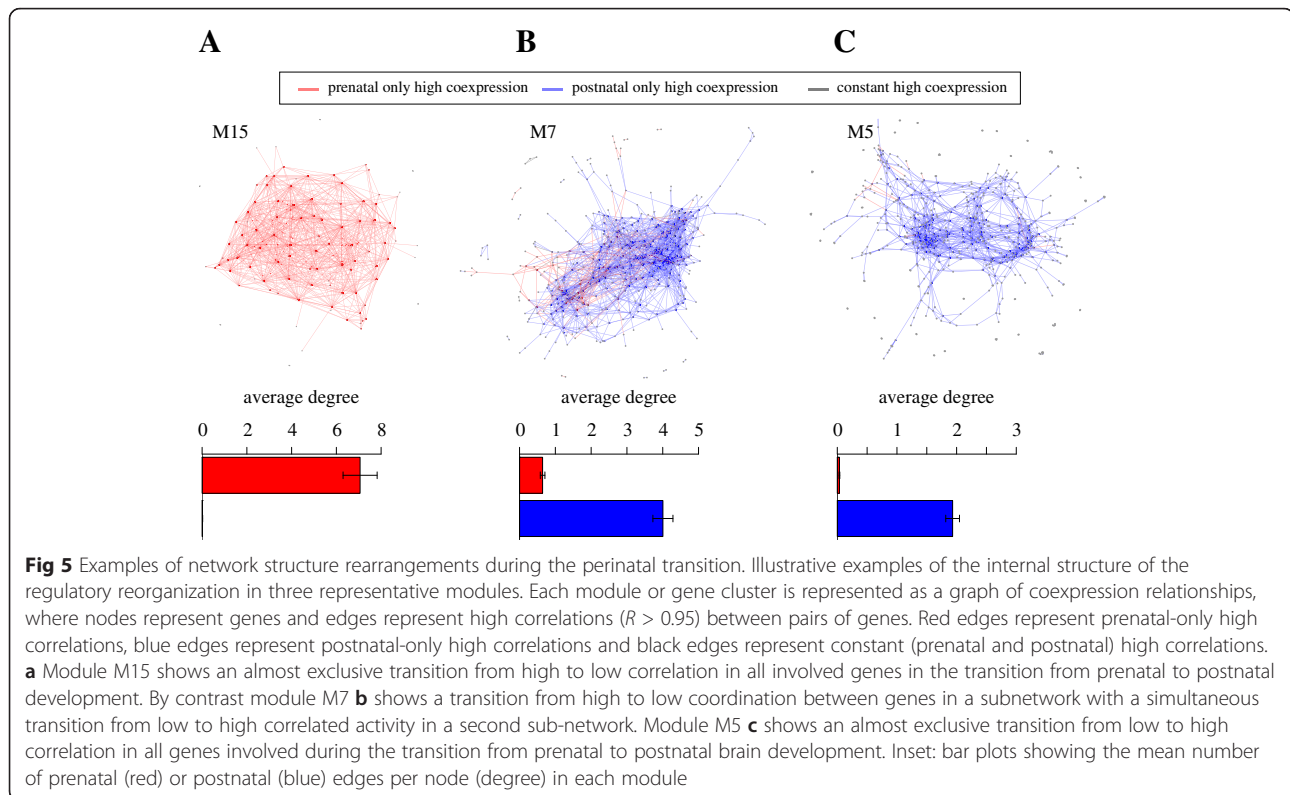 A B C
prenatal only high coexpression postnatal only high coexpression constant high coexpression
M15 M7 M5
average degree average degree average degree
0 2 4 6 8 0 1 2 3 4 5 0 1 2 3
Fig 5 Examples of network structure rearrangements during the perinatal transition. Illustrative examples of the internal structure of the
regulatory reorganization in three representative modules. Each module or gene cluster is represented as a graph of coexpression relationships,
where nodes represent genes and edges represent high correlations (R > 0.95) between pairs of genes. Red edges represent prenatal-only high
correlations, blue edges represent postnatal-only high correlations and black edges represent constant (prenatal and postnatal) high correlations.
a Module M15 shows an almost exclusive transition from high to low correlation in all involved genes in the transition from prenatal to postnatal
development. By contrast module M7 b shows a transition from high to low coordination between genes in a subnetwork with a simultaneous
transition from low to high correlated activity in a second sub-network. Module M5 c shows an almost exclusive transition from low to high
correlation in all genes involved during the transition from prenatal to postnatal brain development. Inset: bar plots showing the mean number
of prenatal (red) or postnatal (blue) edges per node (degree) in each module